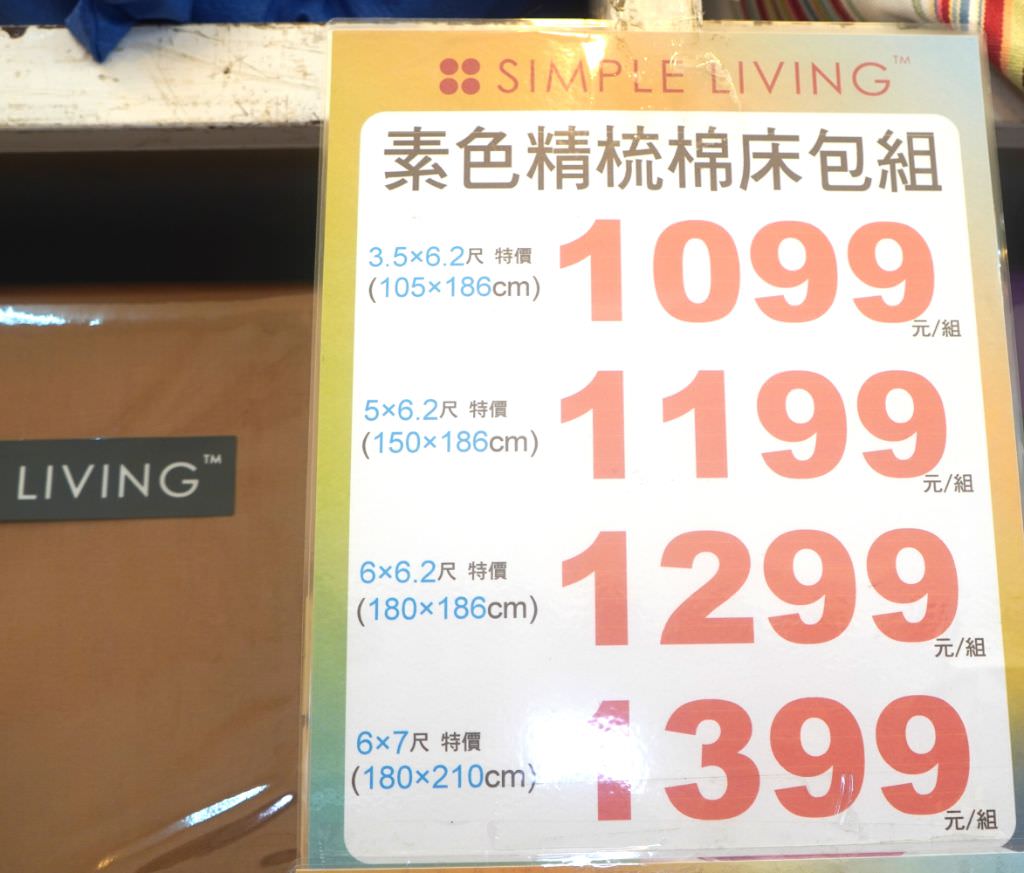 SIMPLE LIVING™
素色精梳棉床包組
3.5×6.2尺 特價 1099
(105×186cm)
元/組
5×6.2尺 特價 1199
(150×186cm)
元/組
LIVING™
6×6.2尺 特價 1299
(180×186cm)
元/組
6×7尺 特價 1399
(180×210cm)
元/組